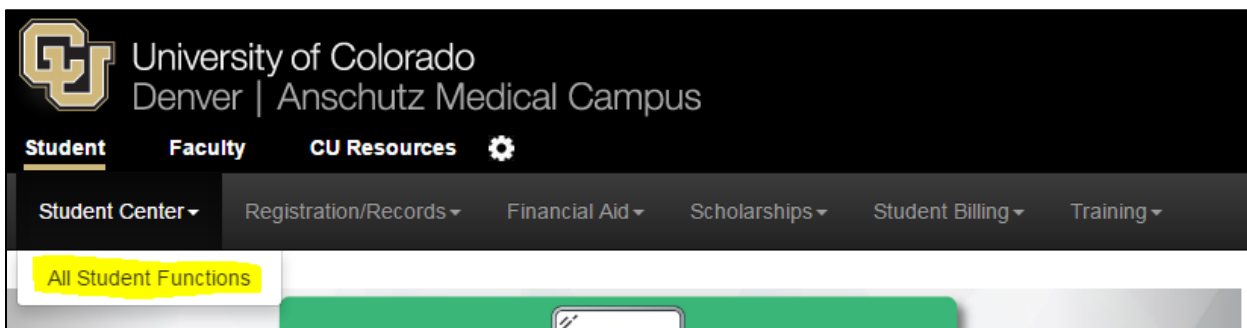 CU
University of Colorado
Denver | Anschutz Medical Campus
Student Faculty CU Resources
Student Center Registration/Records Financial Aid Scholarships Student Billing Training
All Student Functions